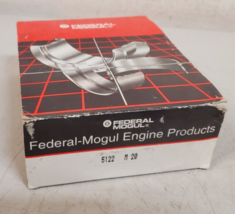 FEDERAL
MOGUL
FEDERAL
MOGUL
Federal-Mogul Engine Products
5122 M 20